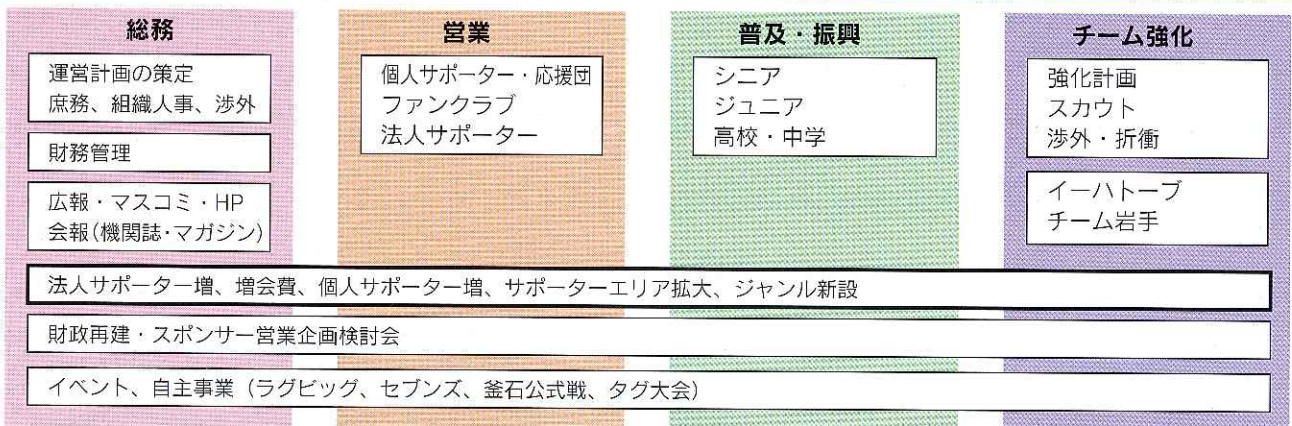 総務
運営計画の策定
庶務、組織人事、渉外
財務管理
広報・マスコミ・HP
会報(機関誌・マガジン)
営業
個人サポーター・応援団
ファンクラブ
法人サポーター
普及・振興
シニア
ジュニア
高校・中学
チーム強化
強化計画
スカウト
渉外・折衝
イーハトーブ
チーム岩手
法人サポーター増、増会費、個人サポーター増、サポーターエリア拡大、ジャンル新設
財政再建・スポンサー営業企画検討会
イベント、自主事業（ラグビッグ、セブンズ、釜石公式戦、タグ大会）